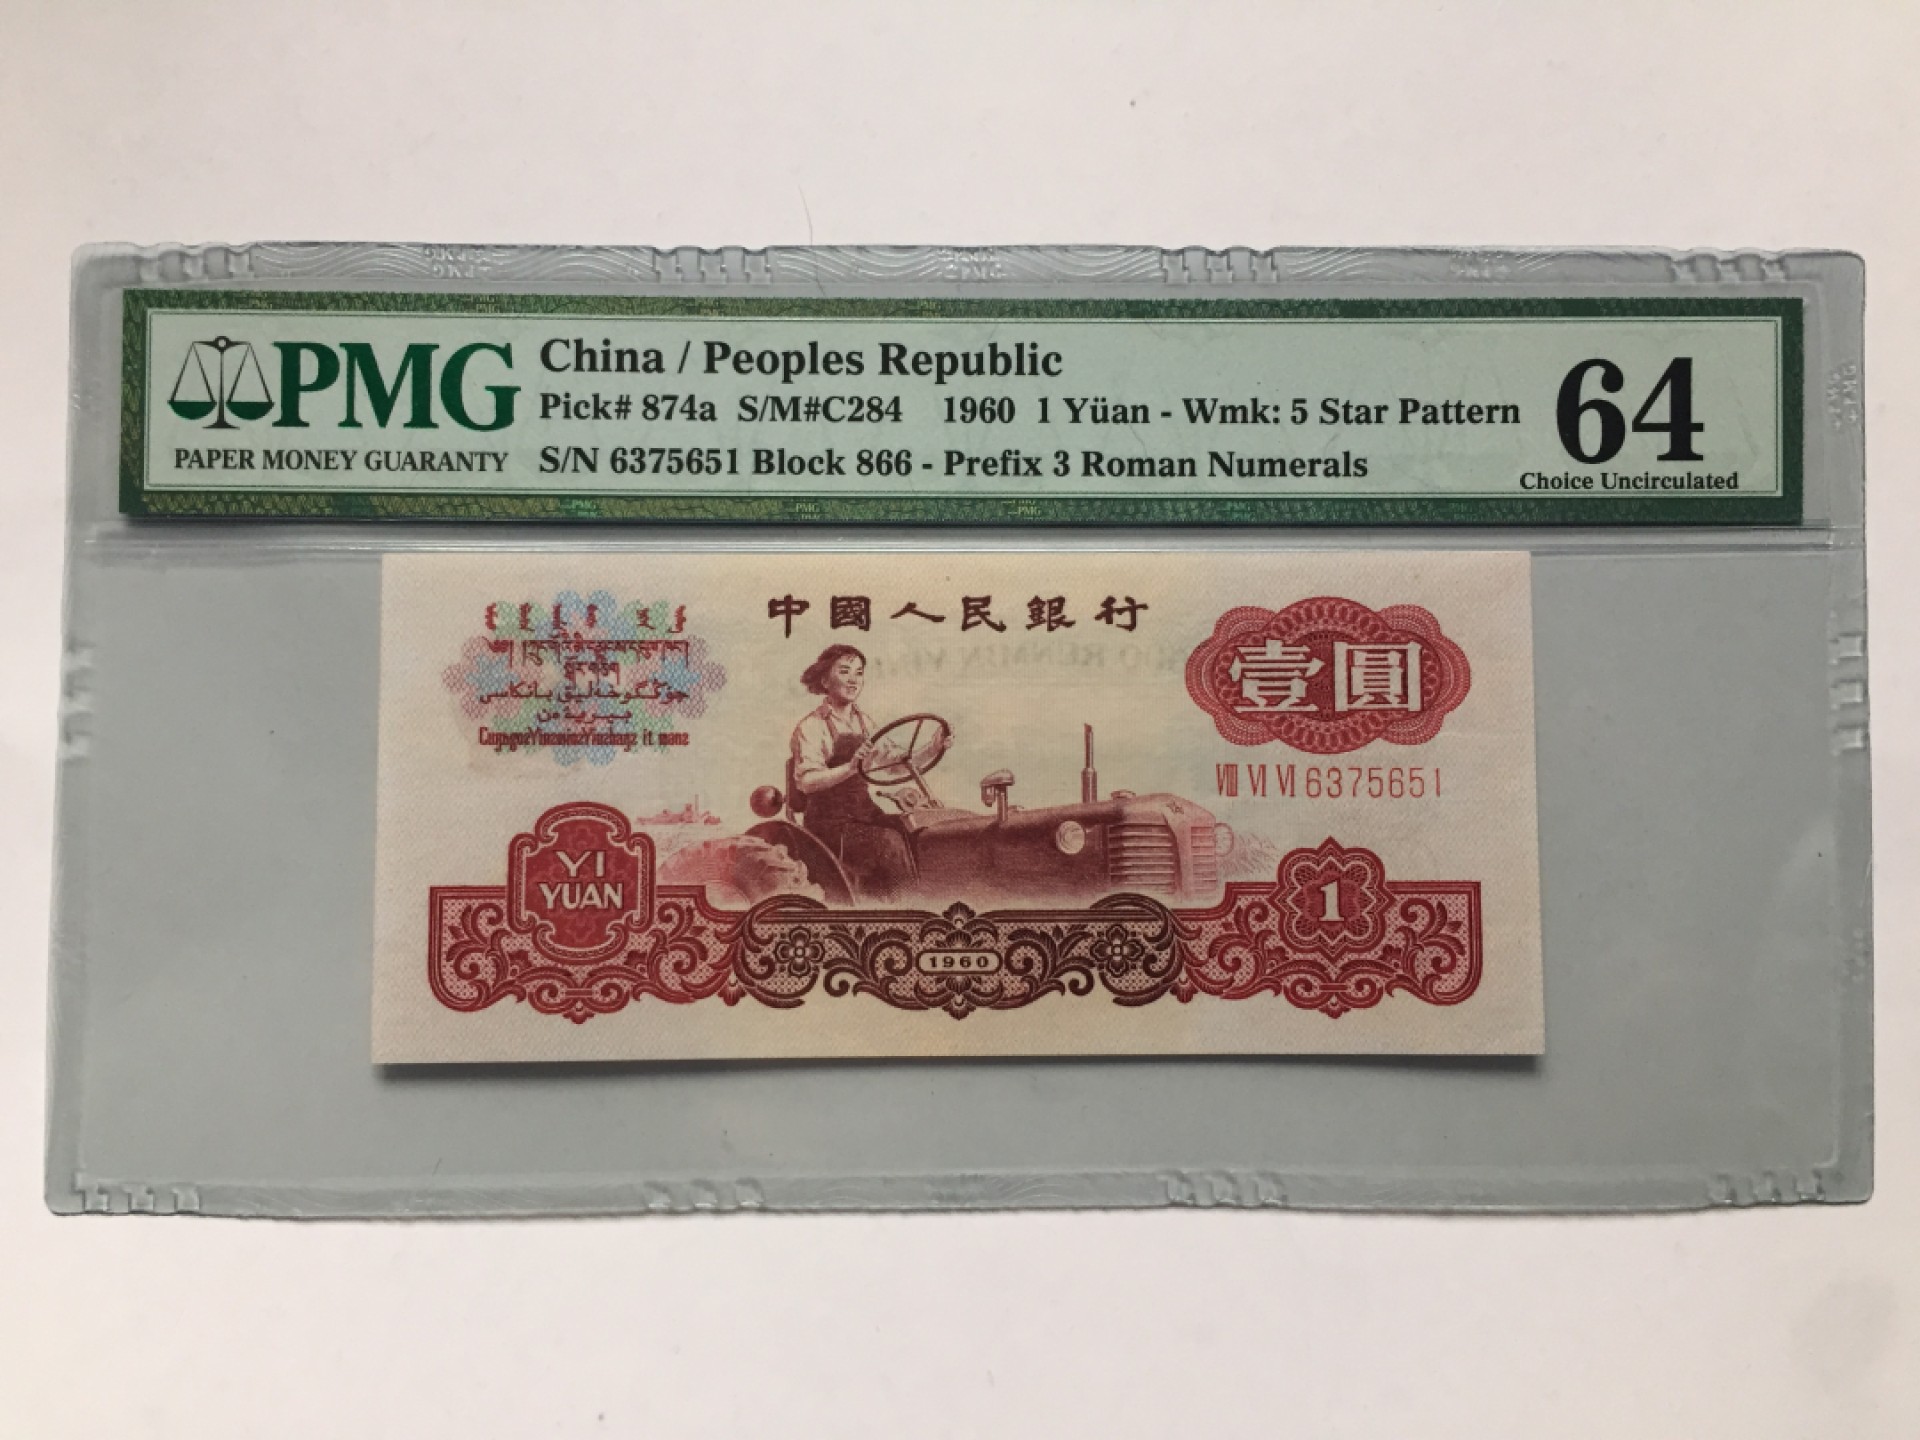 PMG
PAPER MONEY GUARANTY
China / Peoples Republic
Pick# 874a S/M#C284 1960 1 Yüan - Wmk: 5 Star Pattern
S/N 6375651 Block 866 - Prefix 3 Roman Numerals
64
Choice Uncirculated
中國人民銀行
壹圓
VIII VI VI 6375651
YI
YUAN
1
1960